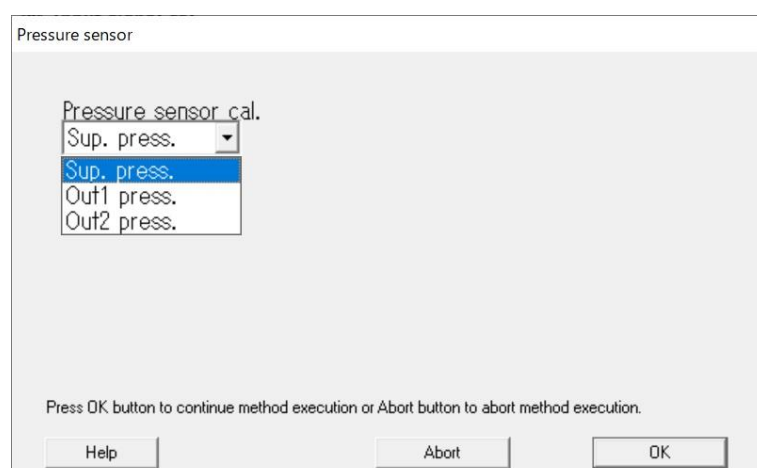 Pressure sensor
Pressure sensor cal.
Sup. press.
Sup. press.
Out1 press.
Out2 press.
Press OK button to continue method execution or Abort button to abort method execution.
Help
Abort
OK